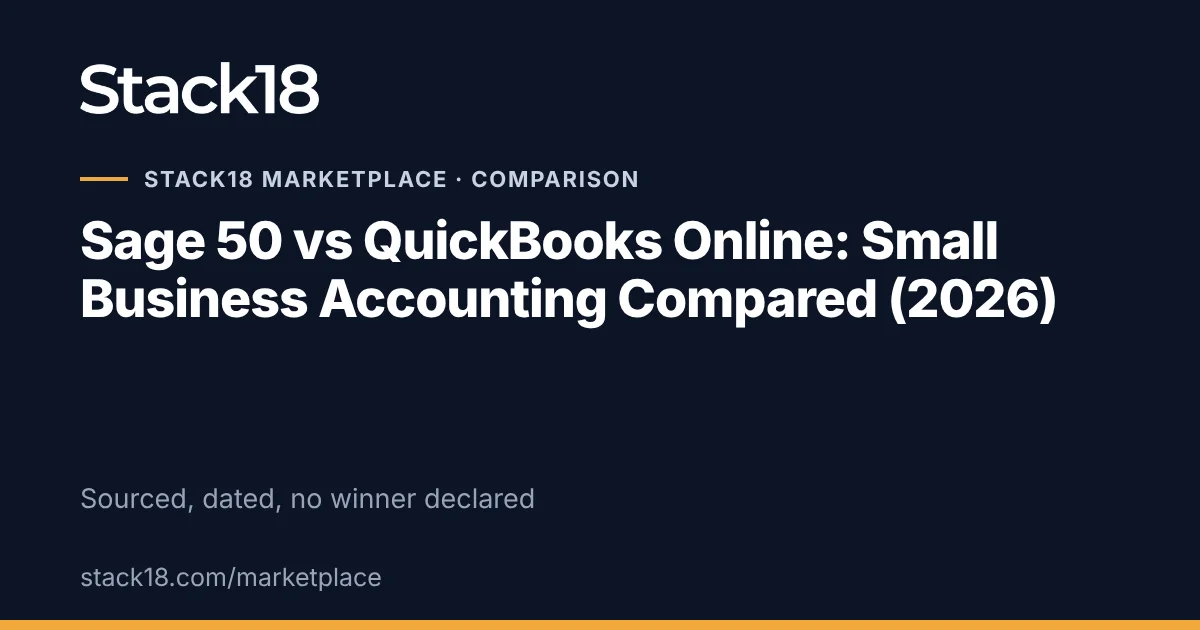 Stack18
STACK18 MARKETPLACE · COMPARISON
Sage 50 vs QuickBooks Online: Small
Business Accounting Compared (2026)
Sourced, dated, no winner declared
stack18.com/marketplace